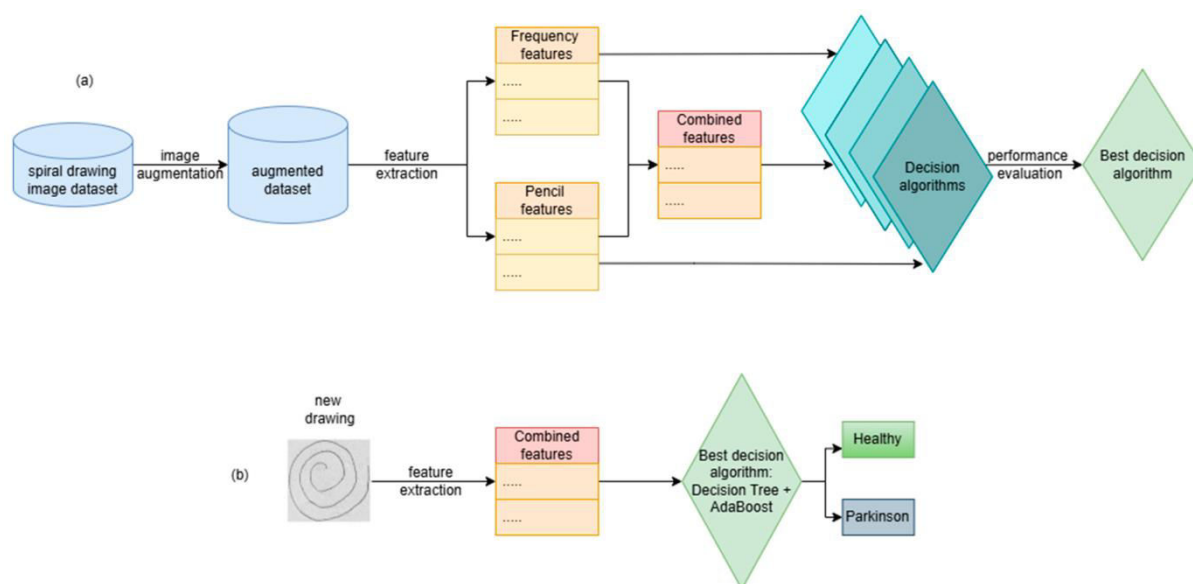 (a)
spiral drawing
image dataset
image
augmentation
augmented
dataset
feature
extraction
Frequency
features
.....
.....
Pencil
features
.....
.....
Combined
features
.....
.....
Decision
algorithms
performance
evaluation
Best decision
algorithm
(b)
new
drawing
feature
extraction
Combined
features
.....
.....
Best decision
algorithm:
Decision Tree +
AdaBoost
Healthy
Parkinson